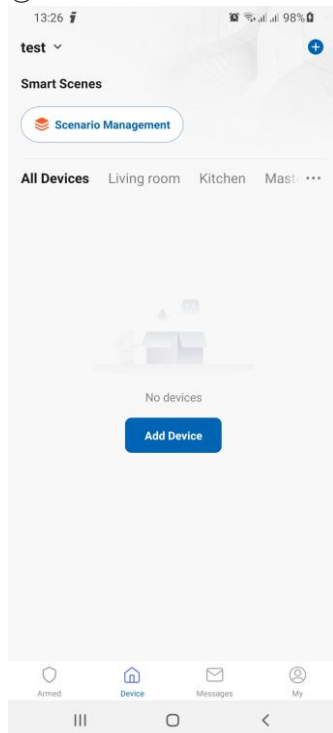 13:26 98%
test
Smart Scenes
Scenario Management
All Devices Living room Kitchen Mast ...
No devices
Add Device
Armed Device Messages My